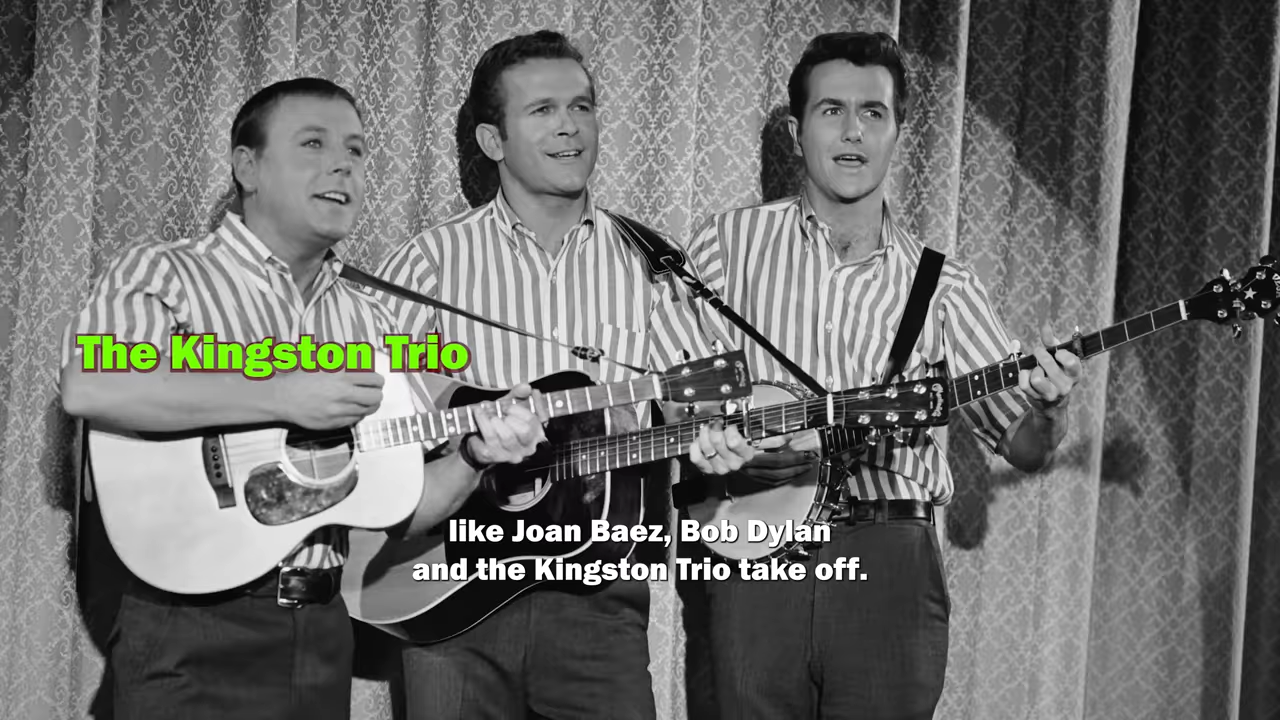 The Kingston Trio
like Joan Baez, Bob Dylan
and the Kingston Trio take off.